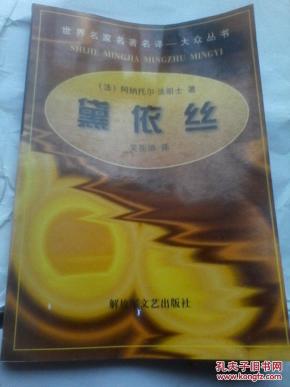 世界名家名著名译—大众丛书
SHIJIE MINGJIA MINGZHU MINGYI
(法) 阿纳托尔·法朗士 著
黛依丝
译
解放军文艺出版社
孔夫子旧书网